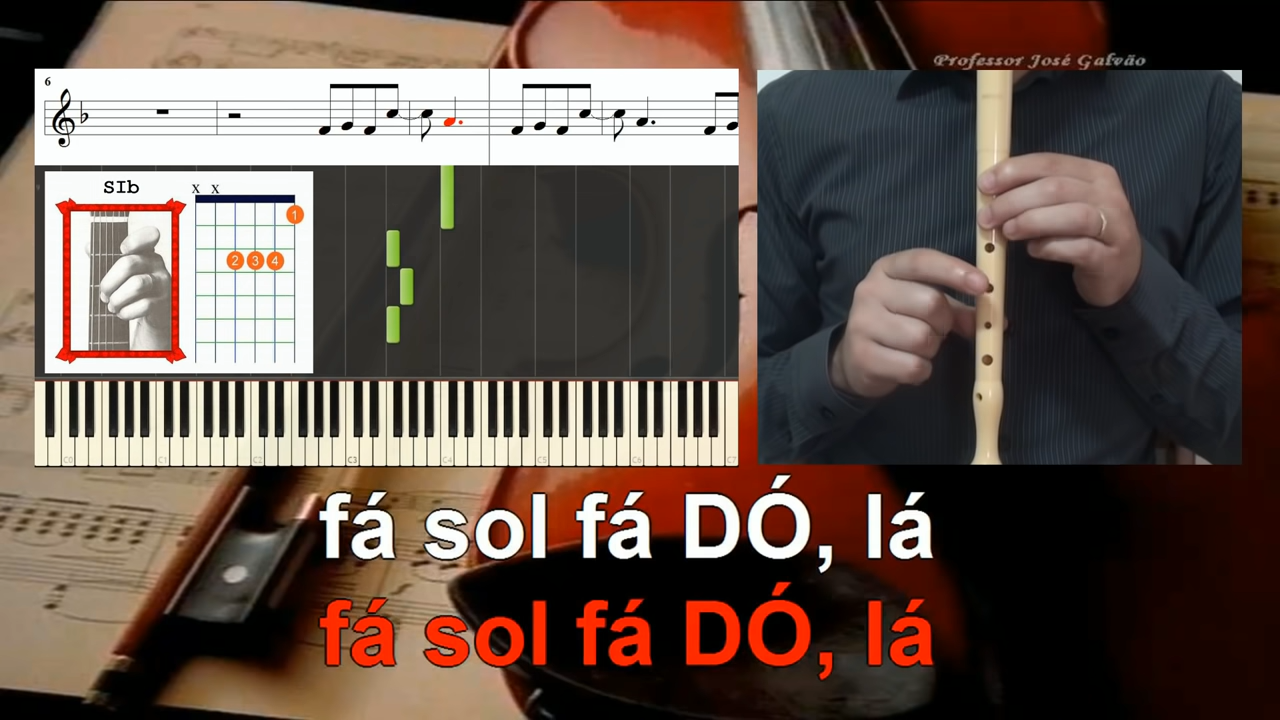 Professor José Galvão
6
SIb
x x
1
2 3 4
C0 C1 C2 C3 C4 C5 C6 C7
fá sol fá DÓ, lá
fá sol fá DÓ, lá